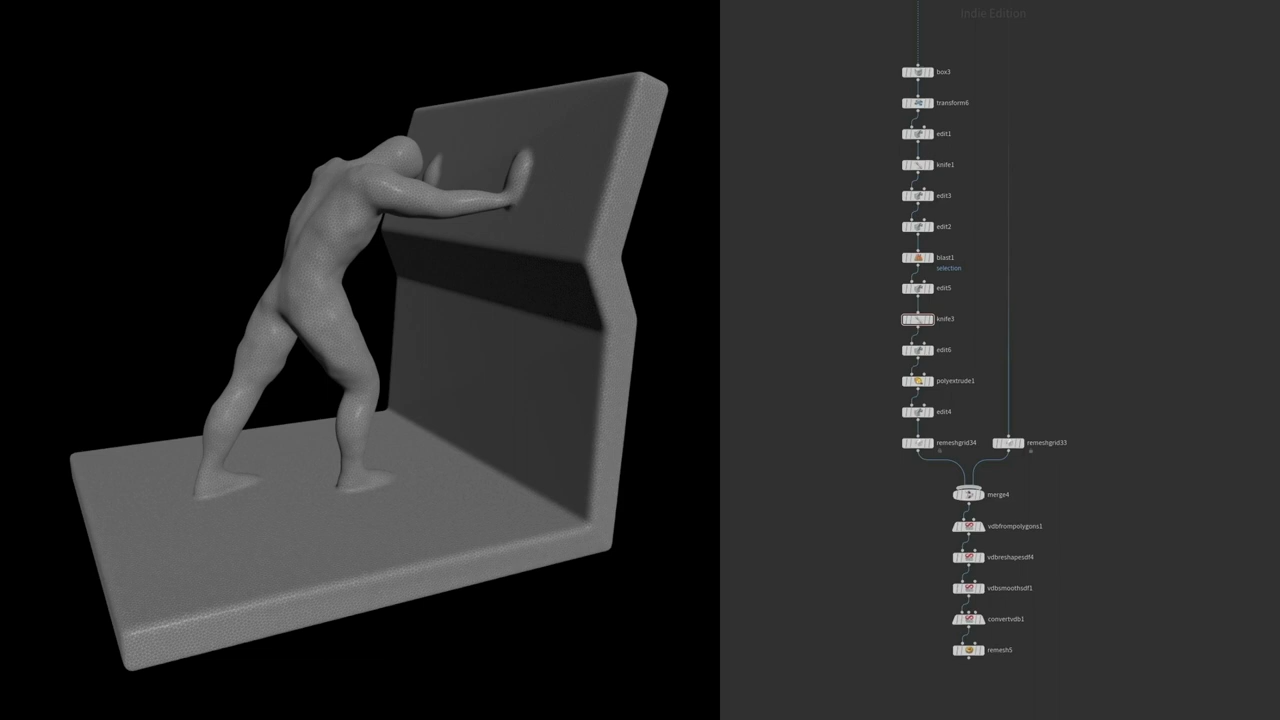 Indie Edition
box3
transform6
edit1
knife1
edit3
edit2
blast1
selection
edit5
knife3
edit6
polyextrude1
edit4
remeshgrid34
remeshgrid33
merge4
vdbfrompolygons1
vdbreshapesdf4
vdbsmoothsdf1
convertvdb1
remesh5